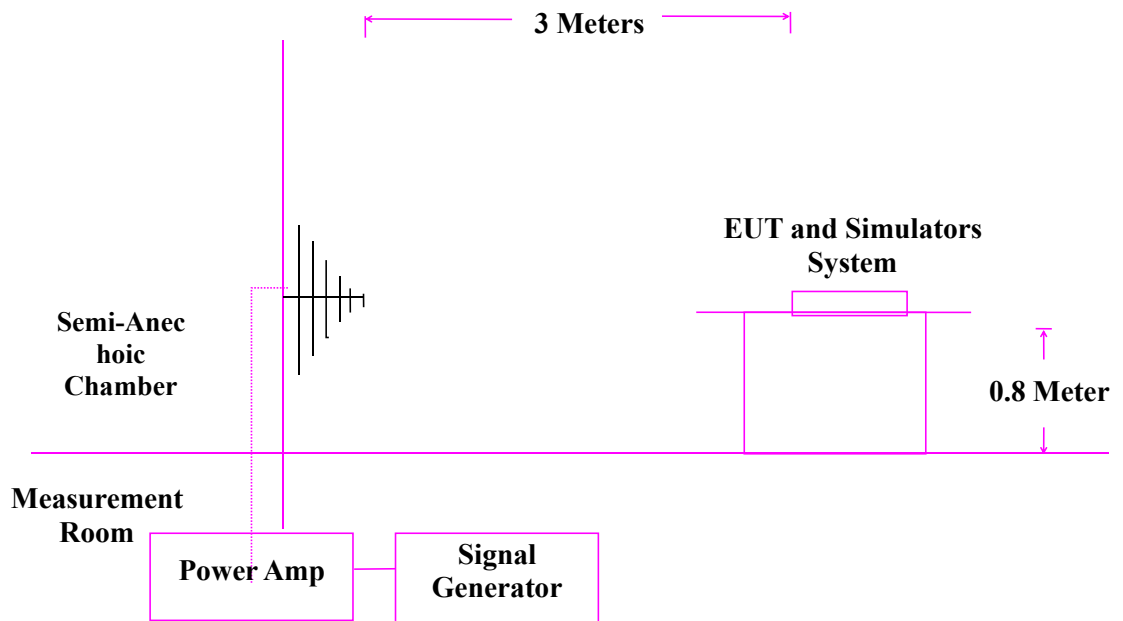 3 Meters
EUT and Simulators
System
Semi-Anec
hoic
Chamber
0.8 Meter
Measurement
Room
Power Amp
Signal
Generator